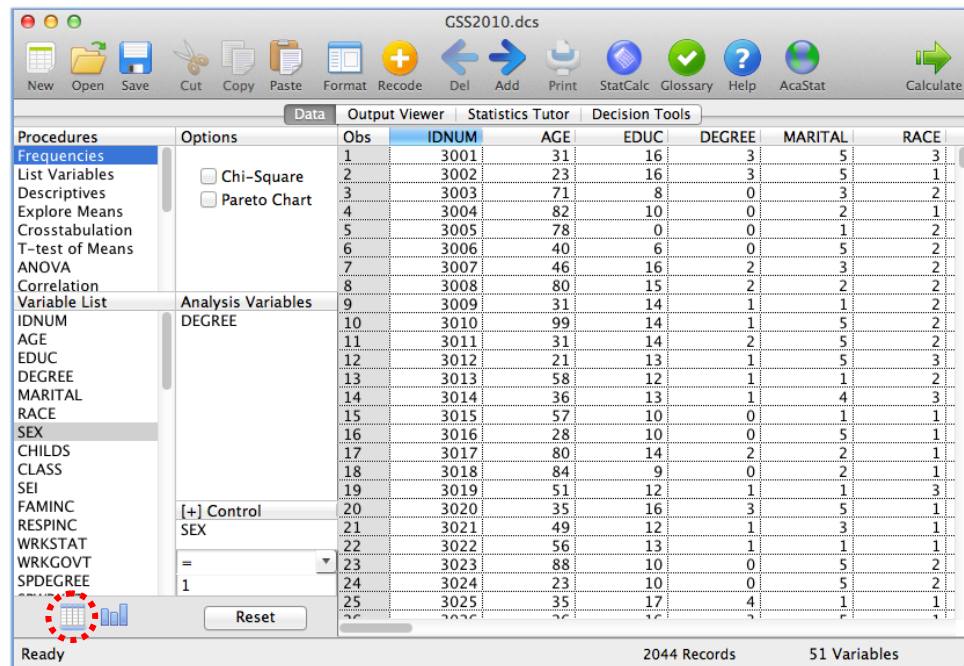 GSS2010.dcs
New Open Save Cut Copy Paste Format Recode Del Add Print StatCalc Glossary Help AcaStat Calculate
Data Output Viewer Statistics Tutor Decision Tools
Procedures
Frequencies
List Variables
Descriptives
Explore Means
Crosstabulation
T-test of Means
ANOVA
Correlation
Variable List
IDNUM
AGE
EDUC
DEGREE
MARITAL
RACE
SEX
CHILDS
CLASS
SEI
FAMINC
RESPINC
WRKSTAT
WRKGOVT
SPDEGREE
Options
Chi-Square
Pareto Chart
Analysis Variables
DEGREE
[+] Control
SEX
=
1
Reset
Obs IDNUM AGE EDUC DEGREE MARITAL RACE
1 3001 31 16 3 5 3
2 3002 23 16 3 5 1
3 3003 71 8 0 3 2
4 3004 82 10 0 2 1
5 3005 78 0 0 1 2
6 3006 40 6 0 5 2
7 3007 46 16 2 3 2
8 3008 80 15 2 2 2
9 3009 31 14 1 1 2
10 3010 99 14 1 5 2
11 3011 31 14 2 5 2
12 3012 21 13 1 5 3
13 3013 58 12 1 1 2
14 3014 36 13 1 4 3
15 3015 57 10 0 1 1
16 3016 28 10 0 5 1
17 3017 80 14 2 2 1
18 3018 84 9 0 2 1
19 3019 51 12 1 1 3
20 3020 35 16 3 5 1
21 3021 49 12 1 3 1
22 3022 56 13 1 1 1
23 3023 88 10 0 5 2
24 3024 23 10 0 5 2
25 3025 35 17 4 1 1
Ready 2044 Records 51 Variables